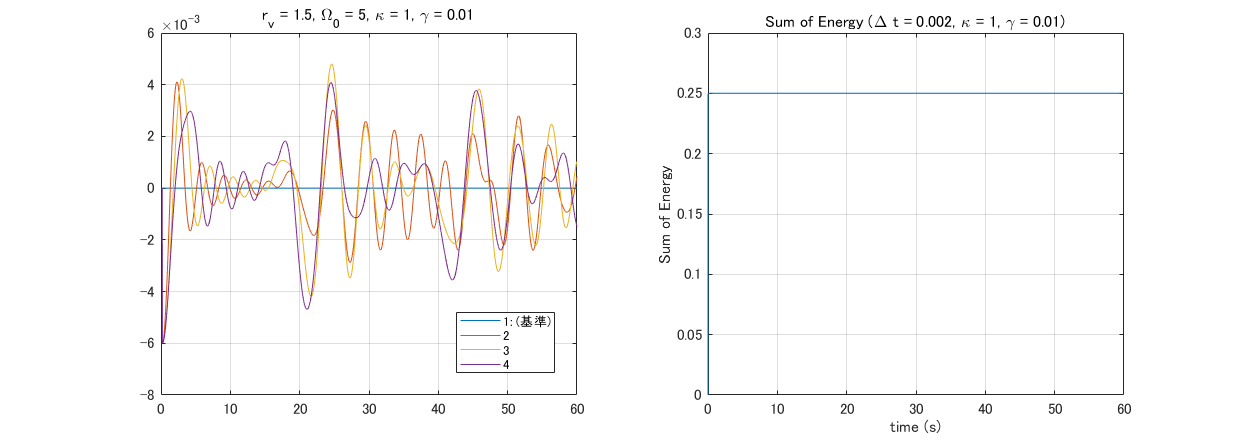 r_v = 1.5, Ω_0 = 5, κ = 1, γ = 0.01
×10⁻³
6
4
2
0
−2
−4
−6
−8
0 10 20 30 40 50 60
1:(基準)
2
3
4
Sum of Energy (Δ t = 0.002, κ = 1, γ = 0.01)
Sum of Energy
0.3
0.25
0.2
0.15
0.1
0.05
0
0 10 20 30 40 50 60
time (s)